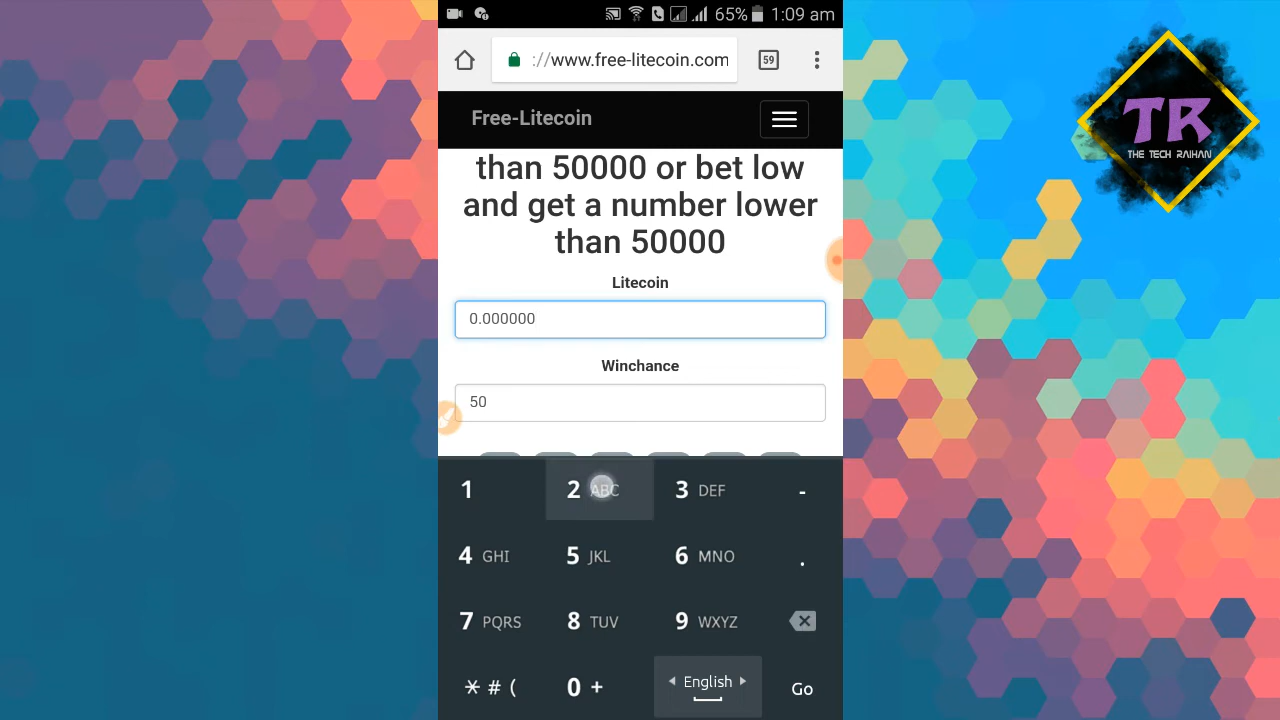 65% 1:09 am
://www.free-litecoin.com
59
Free-Litecoin
than 50000 or bet low
and get a number lower
than 50000
Litecoin
0.000000
Winchance
50
1 2 ABC 3 DEF -
4 GHI 5 JKL 6 MNO .
7 PQRS 8 TUV 9 WXYZ
* # ( 0 + English Go
TR
THE TECH RAIHAN